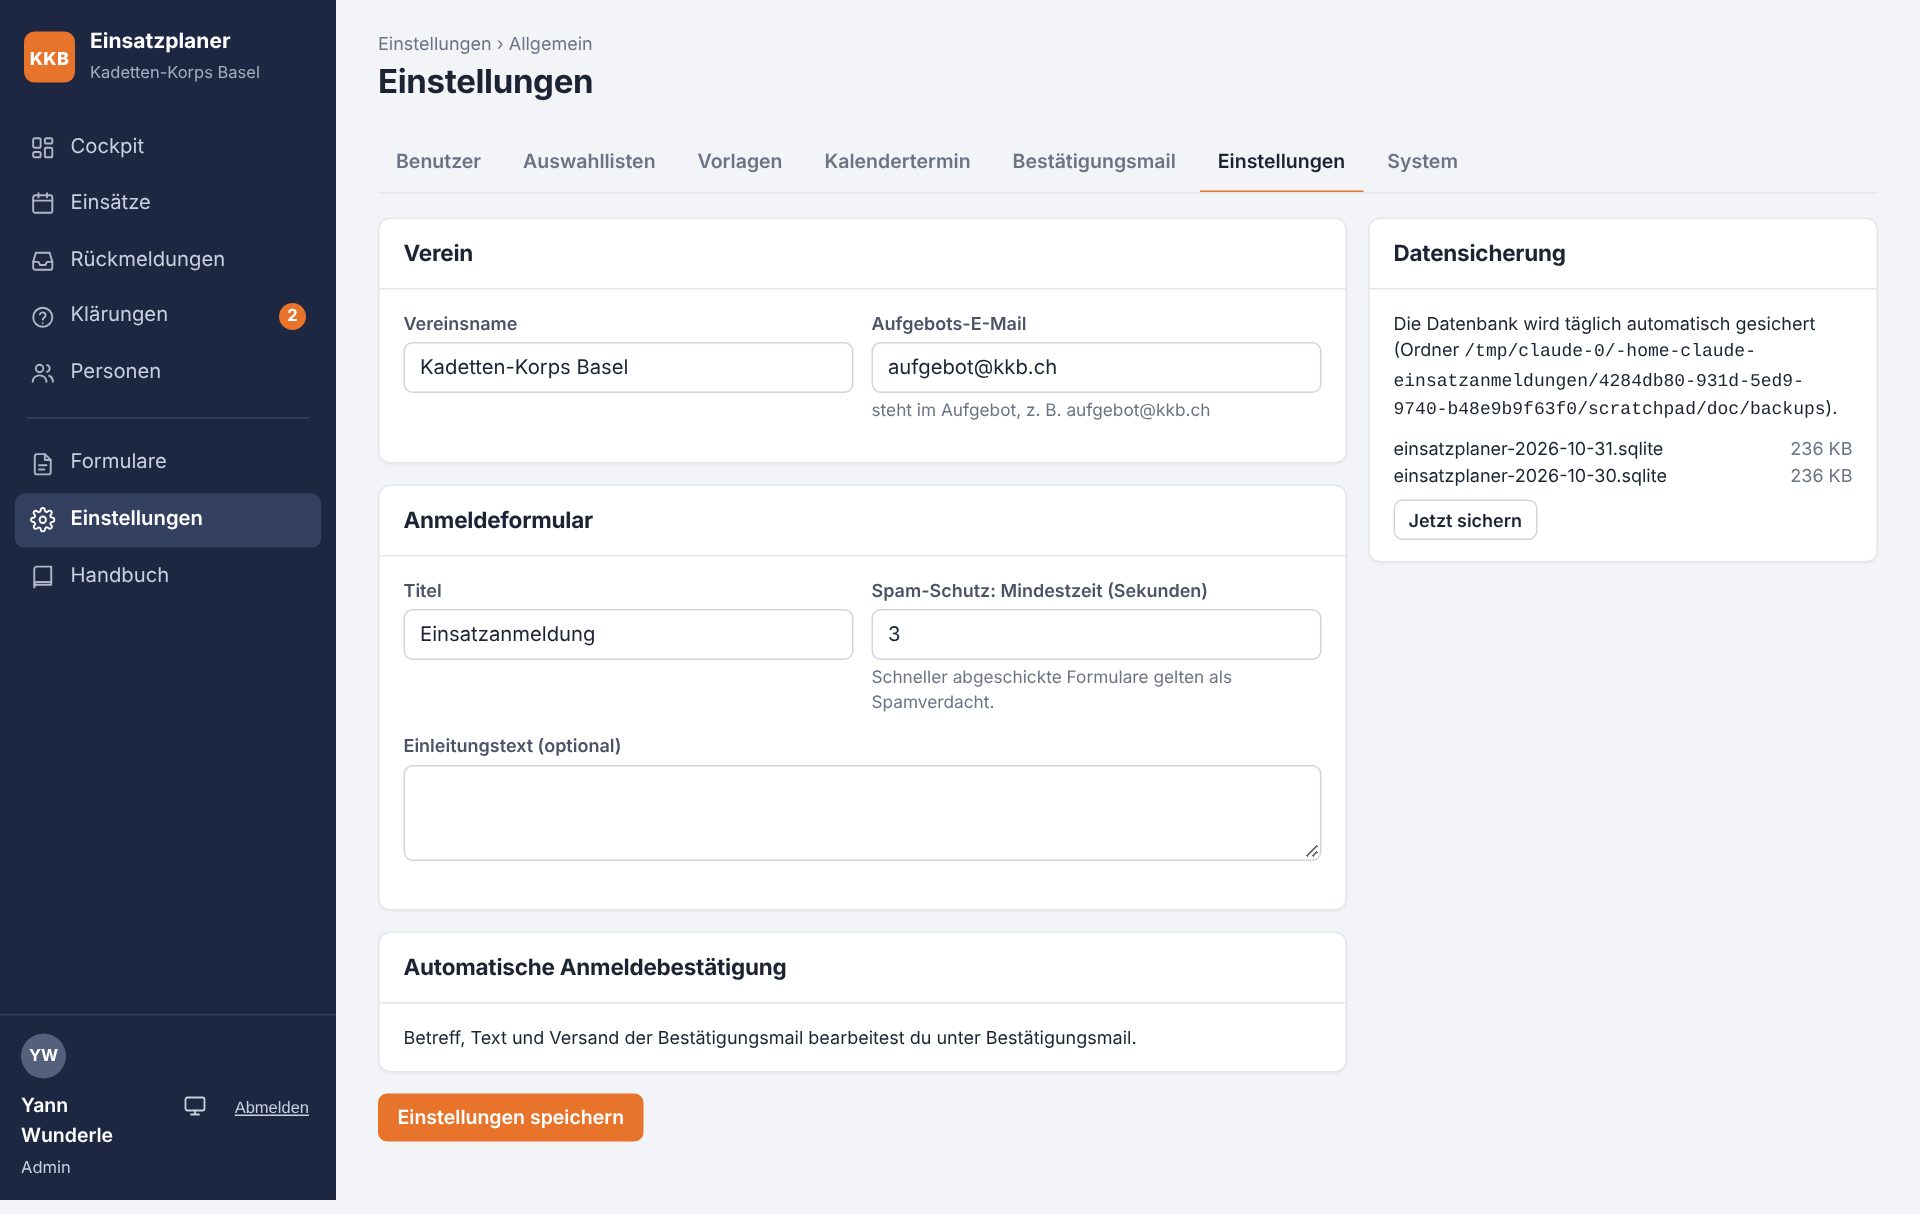 KKB
Einsatzplaner
Kadetten-Korps Basel
Cockpit
Einsätze
Rückmeldungen
Klärungen
2
Personen
Formulare
Einstellungen
Handbuch
YW
Yann
Wunderle
Admin
Abmelden
Einstellungen › Allgemein
Einstellungen
Benutzer
Auswahllisten
Vorlagen
Kalendertermin
Bestätigungsmail
Einstellungen
System
Verein
Vereinsname
Kadetten-Korps Basel
Aufgebots-E-Mail
aufgebot@kkb.ch
steht im Aufgebot, z. B. aufgebot@kkb.ch
Anmeldeformular
Titel
Einsatzanmeldung
Spam-Schutz: Mindestzeit (Sekunden)
3
Schneller abgeschickte Formulare gelten als
Spamverdacht.
Einleitungstext (optional)
Automatische Anmeldebestätigung
Betreff, Text und Versand der Bestätigungsmail bearbeitest du unter Bestätigungsmail.
Einstellungen speichern
Datensicherung
Die Datenbank wird täglich automatisch gesichert
(Ordner /tmp/claude-0/-home-claude-
einsatzanmeldungen/4284db80-931d-5ed9-
9740-b48e9b9f63f0/scratchpad/doc/backups).
einsatzplaner-2026-10-31.sqlite 236 KB
einsatzplaner-2026-10-30.sqlite 236 KB
Jetzt sichern